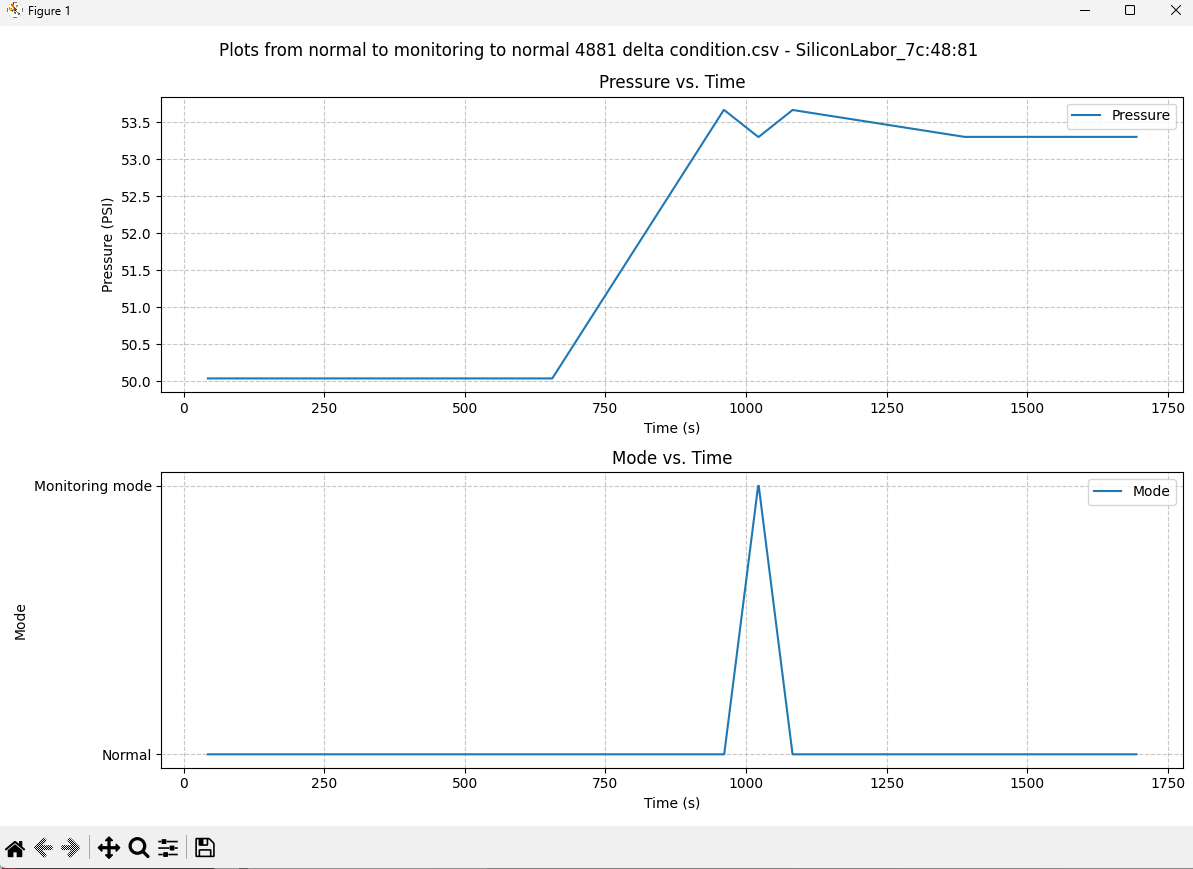 Figure 1
Plots from normal to monitoring to normal 4881 delta condition.csv - SiliconLabor_7c:48:81
Pressure vs. Time
Pressure
53.5
53.0
52.5
52.0
51.5
51.0
50.5
50.0
Pressure (PSI)
0 250 500 750 1000 1250 1500 1750
Time (s)
Mode vs. Time
Mode
Monitoring mode
Mode
Normal
0 250 500 750 1000 1250 1500 1750
Time (s)